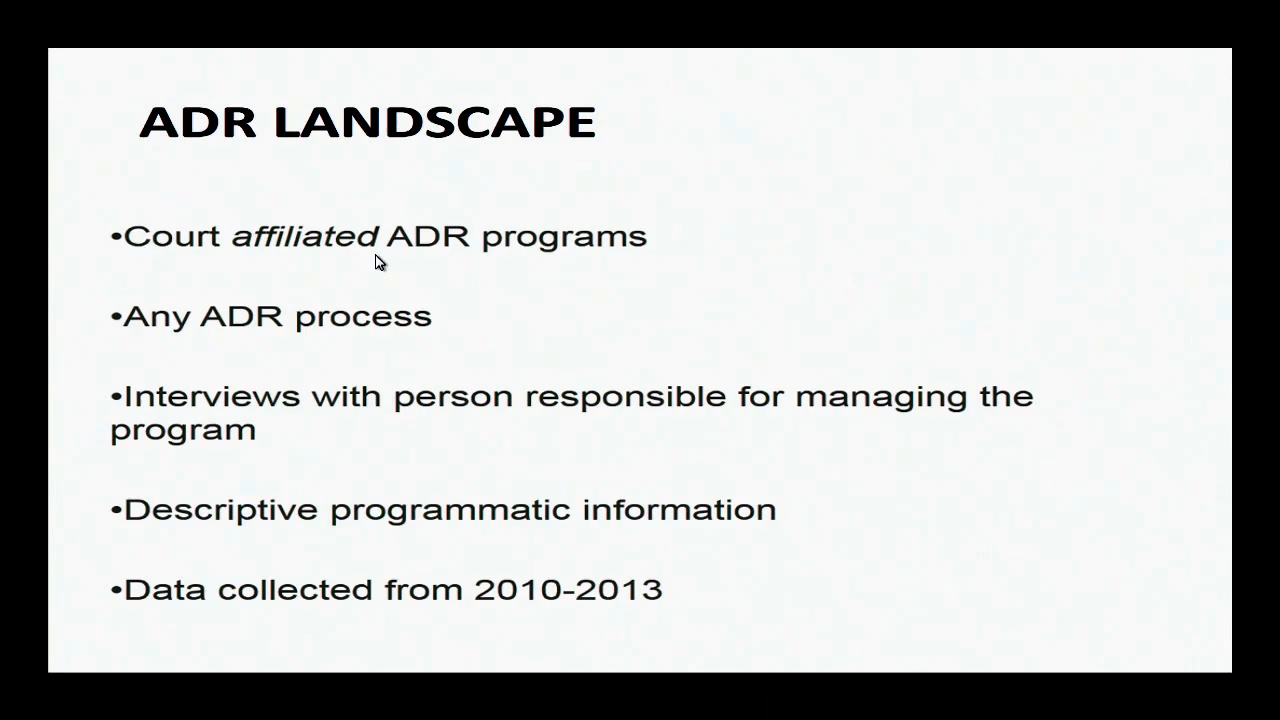 ADR LANDSCAPE
•Court affiliated ADR programs
•Any ADR process
•Interviews with person responsible for managing the
program
•Descriptive programmatic information
•Data collected from 2010-2013